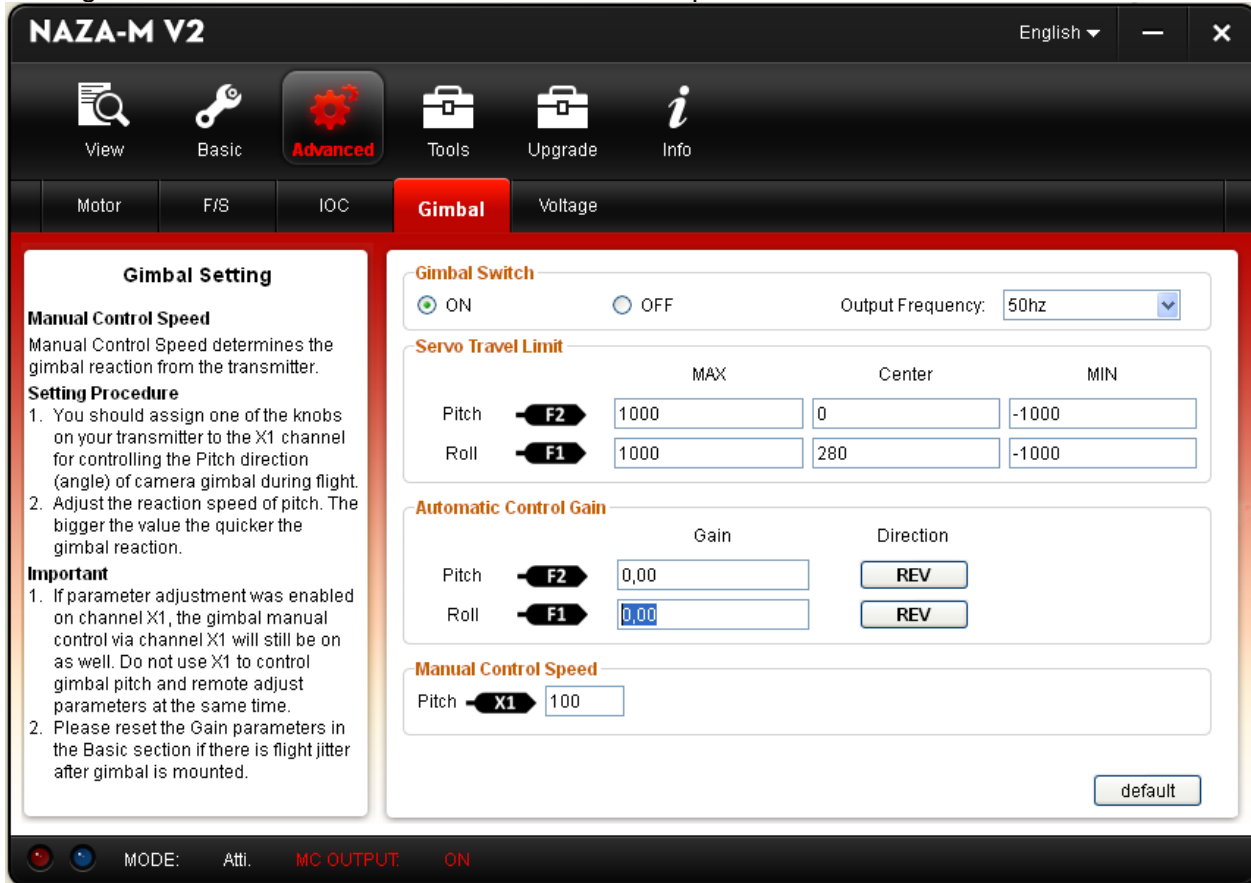 NAZA-M V2
English
View
Basic
Advanced
Tools
Upgrade
Info
Motor
F/S
IOC
Gimbal
Voltage
Gimbal Setting
Manual Control Speed
Manual Control Speed determines the
gimbal reaction from the transmitter.
Setting Procedure
1. You should assign one of the knobs
on your transmitter to the X1 channel
for controlling the Pitch direction
(angle) of camera gimbal during flight.
2. Adjust the reaction speed of pitch. The
bigger the value the quicker the
gimbal reaction.
Important
1. If parameter adjustment was enabled
on channel X1, the gimbal manual
control via channel X1 will still be on
as well. Do not use X1 to control
gimbal pitch and remote adjust
parameters at the same time.
2. Please reset the Gain parameters in
the Basic section if there is flight jitter
after gimbal is mounted.
Gimbal Switch
ON OFF Output Frequency: 50hz
Servo Travel Limit
MAX Center MIN
Pitch F2 1000 0 -1000
Roll F1 1000 280 -1000
Automatic Control Gain
Gain Direction
Pitch F2 0,00 REV
Roll F1 0,00 REV
Manual Control Speed
Pitch X1 100
default
MODE: Atti. MC OUTPUT: ON